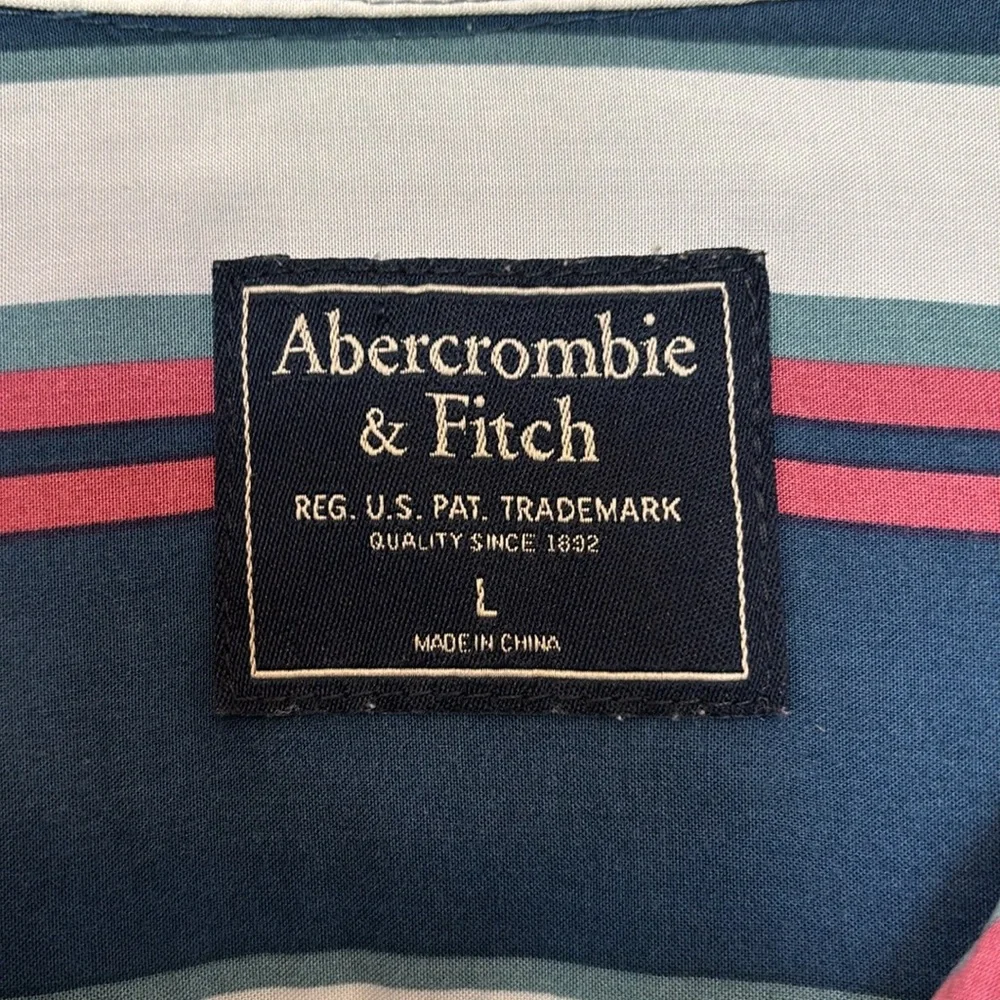 Abercrombie
& Fitch
REG. U.S. PAT. TRADEMARK
QUALITY SINCE 1892
L
MADE IN CHINA